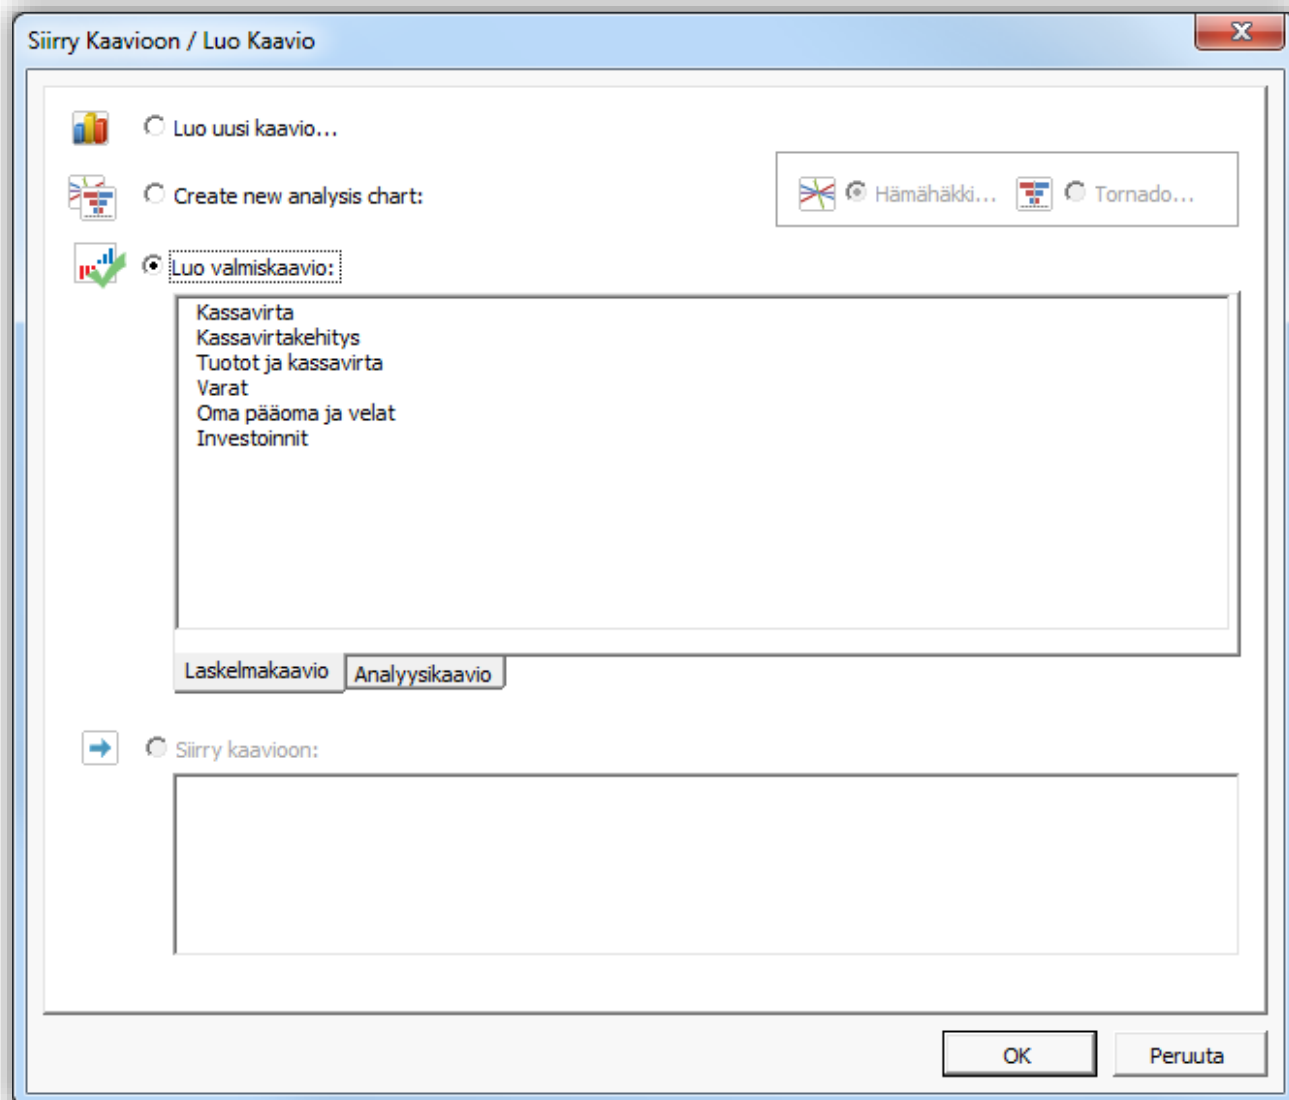 Siirry Kaavioon / Luo Kaavio
Luo uusi kaavio...
Create new analysis chart:
Hämähäkki...
Tornado...
Luo valmiskaavio:
Kassavirta
Kassavirtakehitys
Tuotot ja kassavirta
Varat
Oma pääoma ja velat
Investoinnit
Laskelmakaavio
Analyysikaavio
Siirry kaavioon:
OK
Peruuta